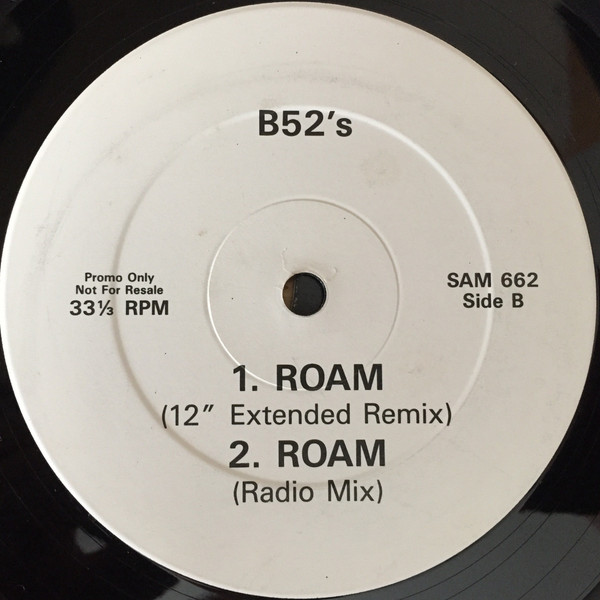 B52's
Promo Only
Not For Resale
33⅓ RPM
SAM 662
Side B
1. ROAM
(12" Extended Remix)
2. ROAM
(Radio Mix)